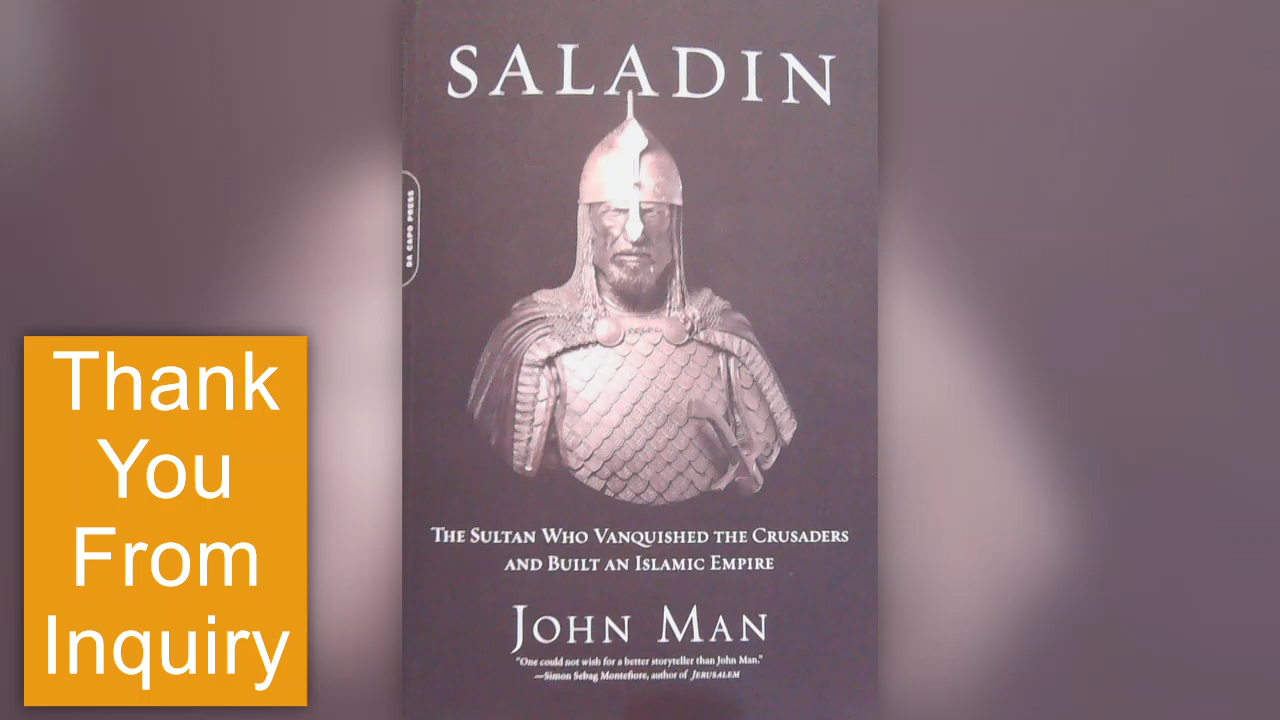 SALADIN
DA CAPO PRESS
Thank
You
From
Inquiry
The Sultan Who Vanquished the Crusaders
and Built an Islamic Empire
John Man
"One could not wish for a better storyteller than John Man."
—Simon Sebag Montefiore, author of Jerusalem